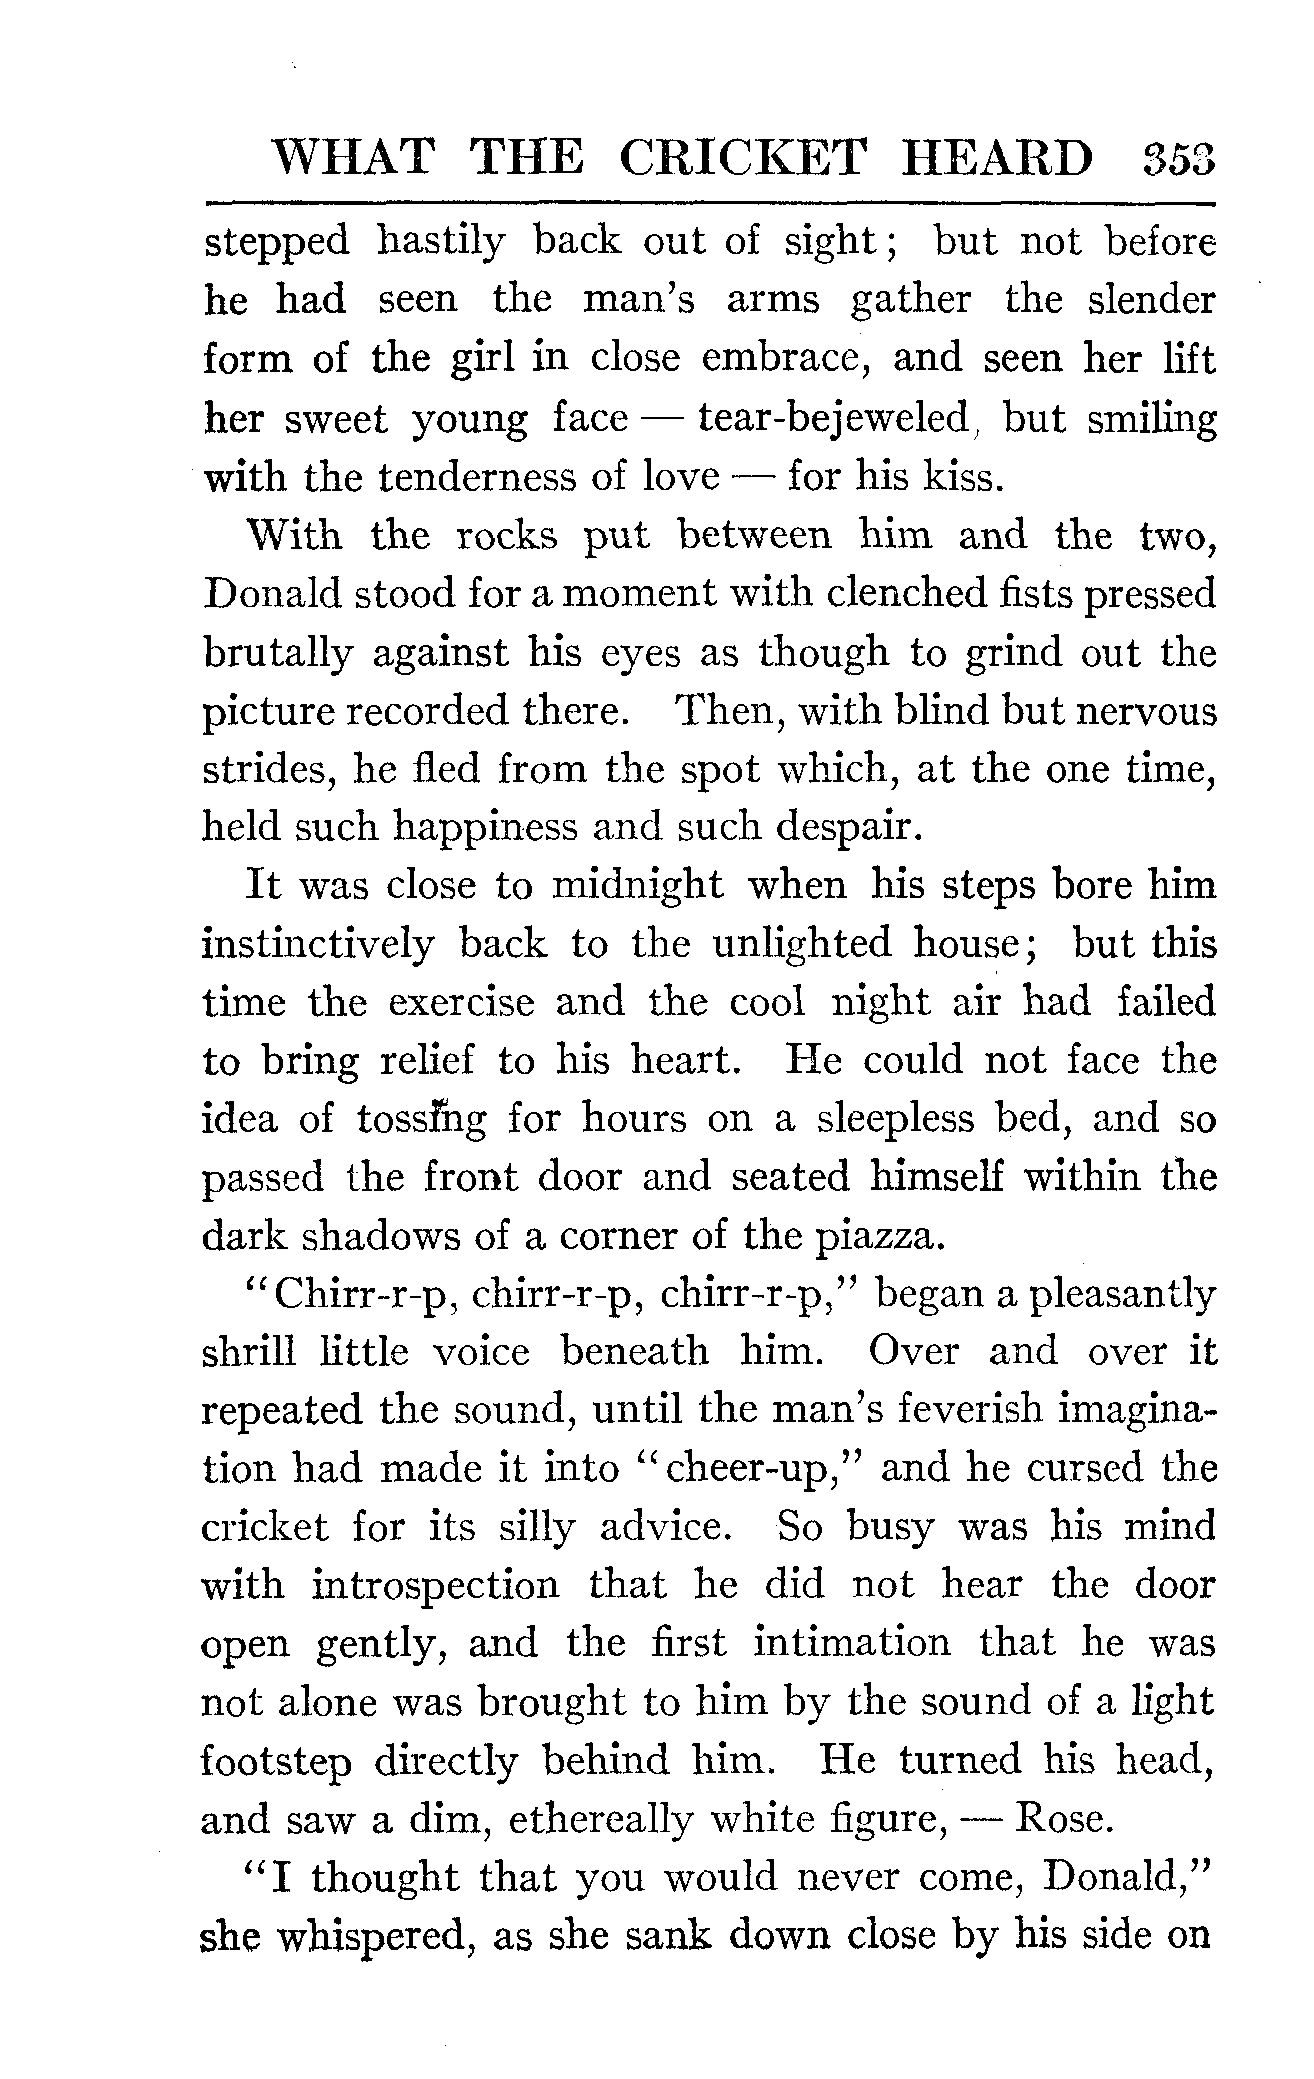 WHAT THE CRICKET HEARD 353
stepped hastily back out of sight; but not before
he had seen the man's arms gather the slender
form of the girl in close embrace, and seen her lift
her sweet young face — tear-bejeweled, but smiling
with the tenderness of love — for his kiss.
With the rocks put between him and the two,
Donald stood for a moment with clenched fists pressed
brutally against his eyes as though to grind out the
picture recorded there. Then, with blind but nervous
strides, he fled from the spot which, at the one time,
held such happiness and such despair.
It was close to midnight when his steps bore him
instinctively back to the unlighted house; but this
time the exercise and the cool night air had failed
to bring relief to his heart. He could not face the
idea of tossing for hours on a sleepless bed, and so
passed the front door and seated himself within the
dark shadows of a corner of the piazza.
"Chirr-r-p, chirr-r-p, chirr-r-p," began a pleasantly
shrill little voice beneath him. Over and over it
repeated the sound, until the man's feverish imagina-
tion had made it into "cheer-up," and he cursed the
cricket for its silly advice. So busy was his mind
with introspection that he did not hear the door
open gently, and the first intimation that he was
not alone was brought to him by the sound of a light
footstep directly behind him. He turned his head,
and saw a dim, ethereally white figure, — Rose.
"I thought that you would never come, Donald,"
she whispered, as she sank down close by his side on